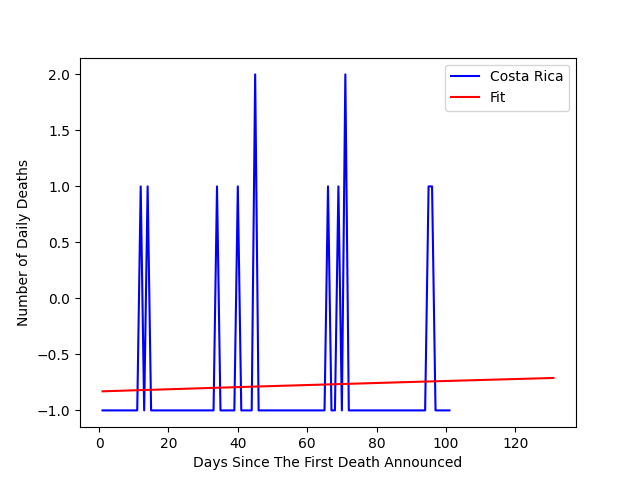 Costa Rica
Fit
2.0
1.5
1.0
0.5
0.0
−0.5
−1.0
Number of Daily Deaths
0 20 40 60 80 100 120
Days Since The First Death Announced